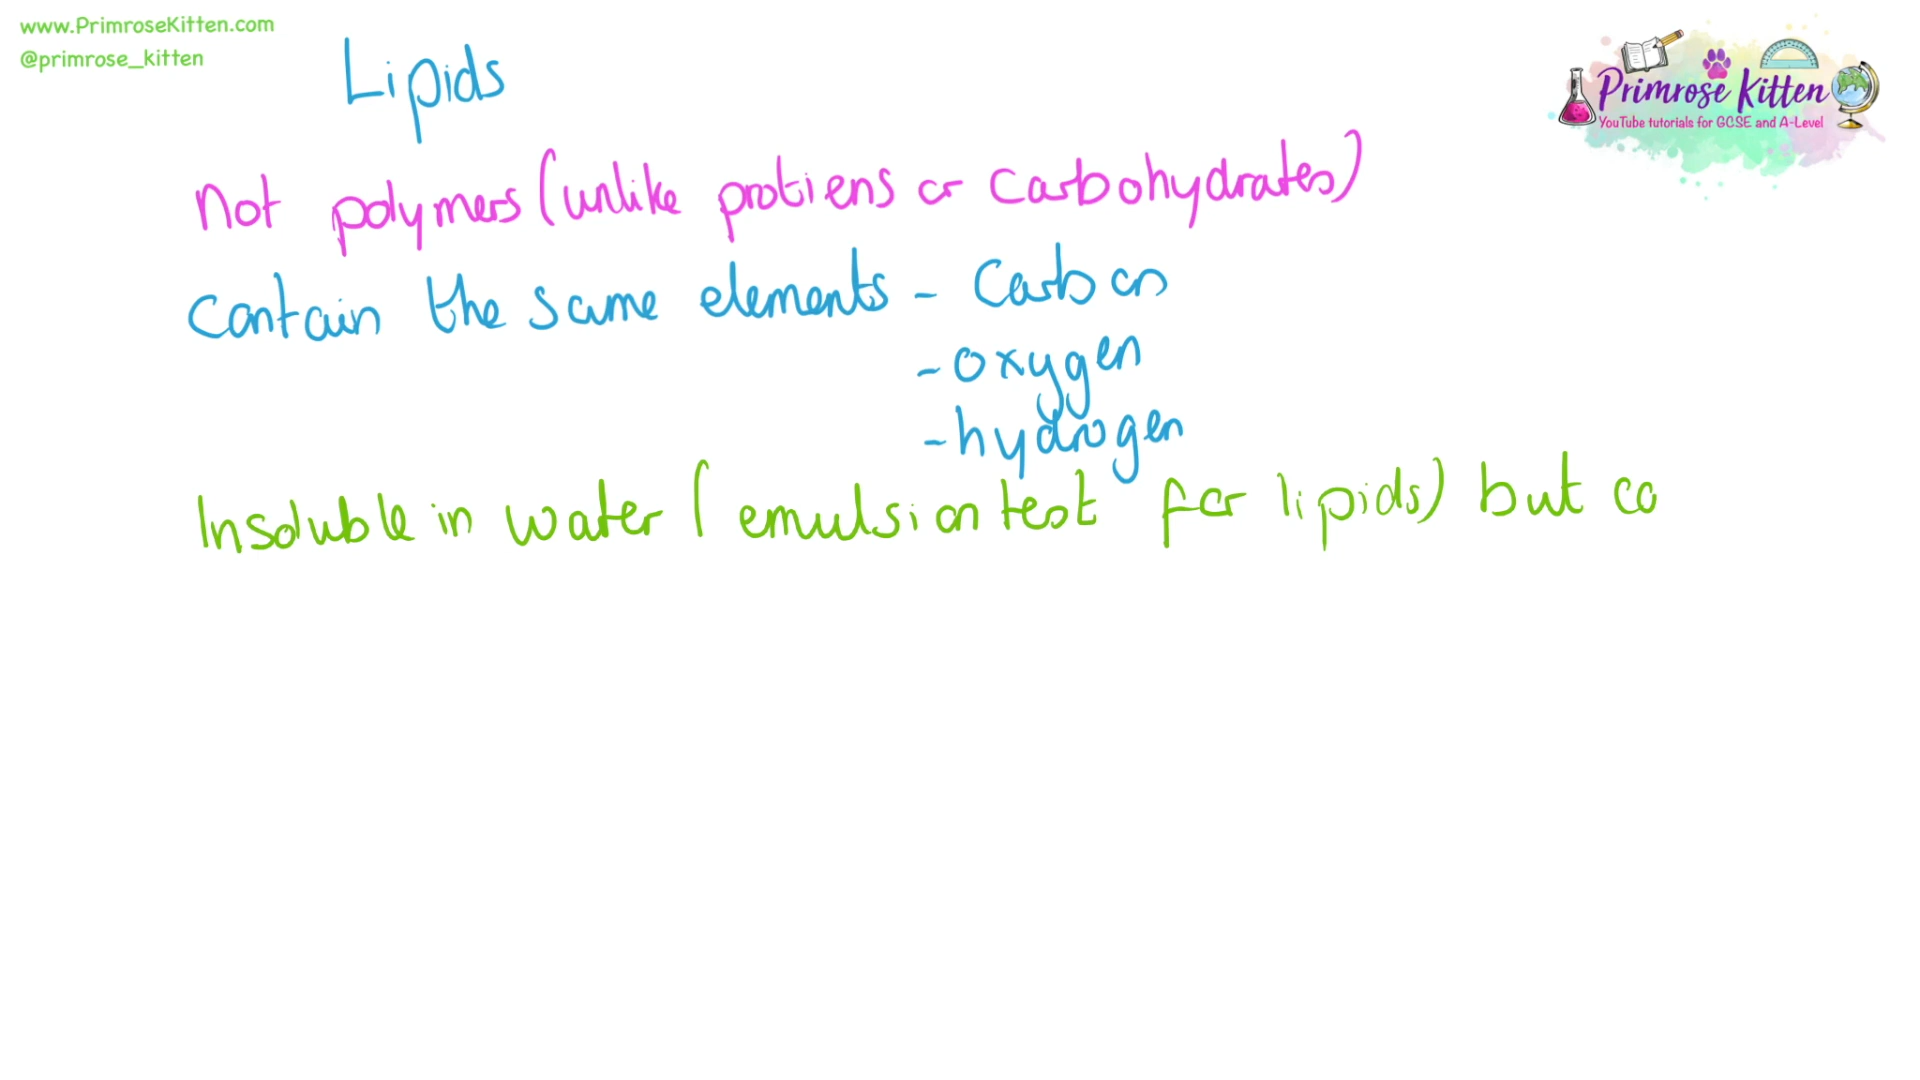 www.PrimroseKitten.com
@primrose_kitten
Primrose Kitten
YouTube tutorials for GCSE and A-Level
Lipids
Not polymers (unlike protiens or carbohydrates)
Contain the same elements - Carbon
- oxygen
- hydrogen
Insoluble in water (emulsion test for lipids) but co